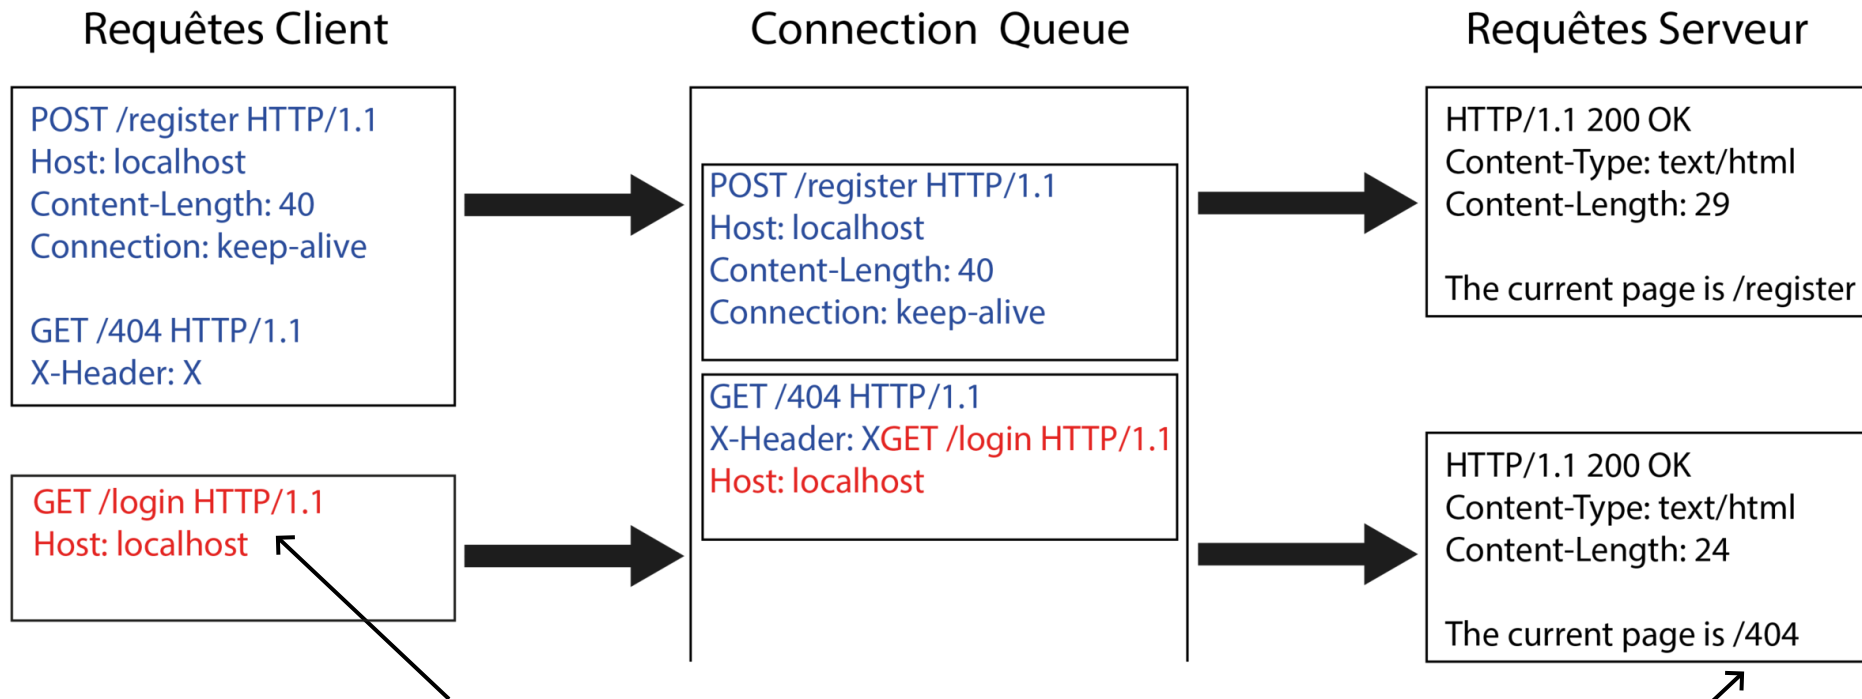 Requêtes Client
POST /register HTTP/1.1
Host: localhost
Content-Length: 40
Connection: keep-alive
GET /404 HTTP/1.1
X-Header: X
GET /login HTTP/1.1
Host: localhost
Connection Queue
POST /register HTTP/1.1
Host: localhost
Content-Length: 40
Connection: keep-alive
GET /404 HTTP/1.1
X-Header: XGET /login HTTP/1.1
Host: localhost
Requêtes Serveur
HTTP/1.1 200 OK
Content-Type: text/html
Content-Length: 29
The current page is /register
HTTP/1.1 200 OK
Content-Type: text/html
Content-Length: 24
The current page is /404